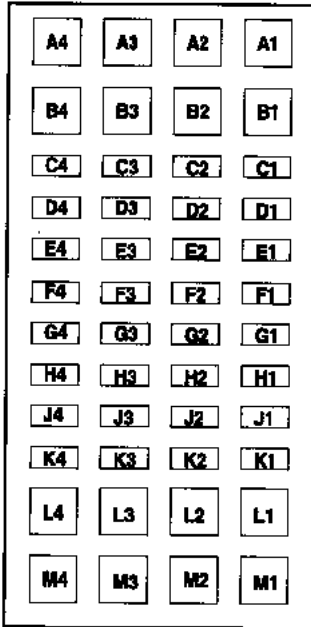 A4 A3 A2 A1
B4 B3 B2 B1
C4 C3 C2 C1
D4 D3 D2 D1
E4 E3 E2 E1
F4 F3 F2 F1
G4 G3 G2 G1
H4 H3 H2 H1
J4 J3 J2 J1
K4 K3 K2 K1
L4 L3 L2 L1
M4 M3 M2 M1